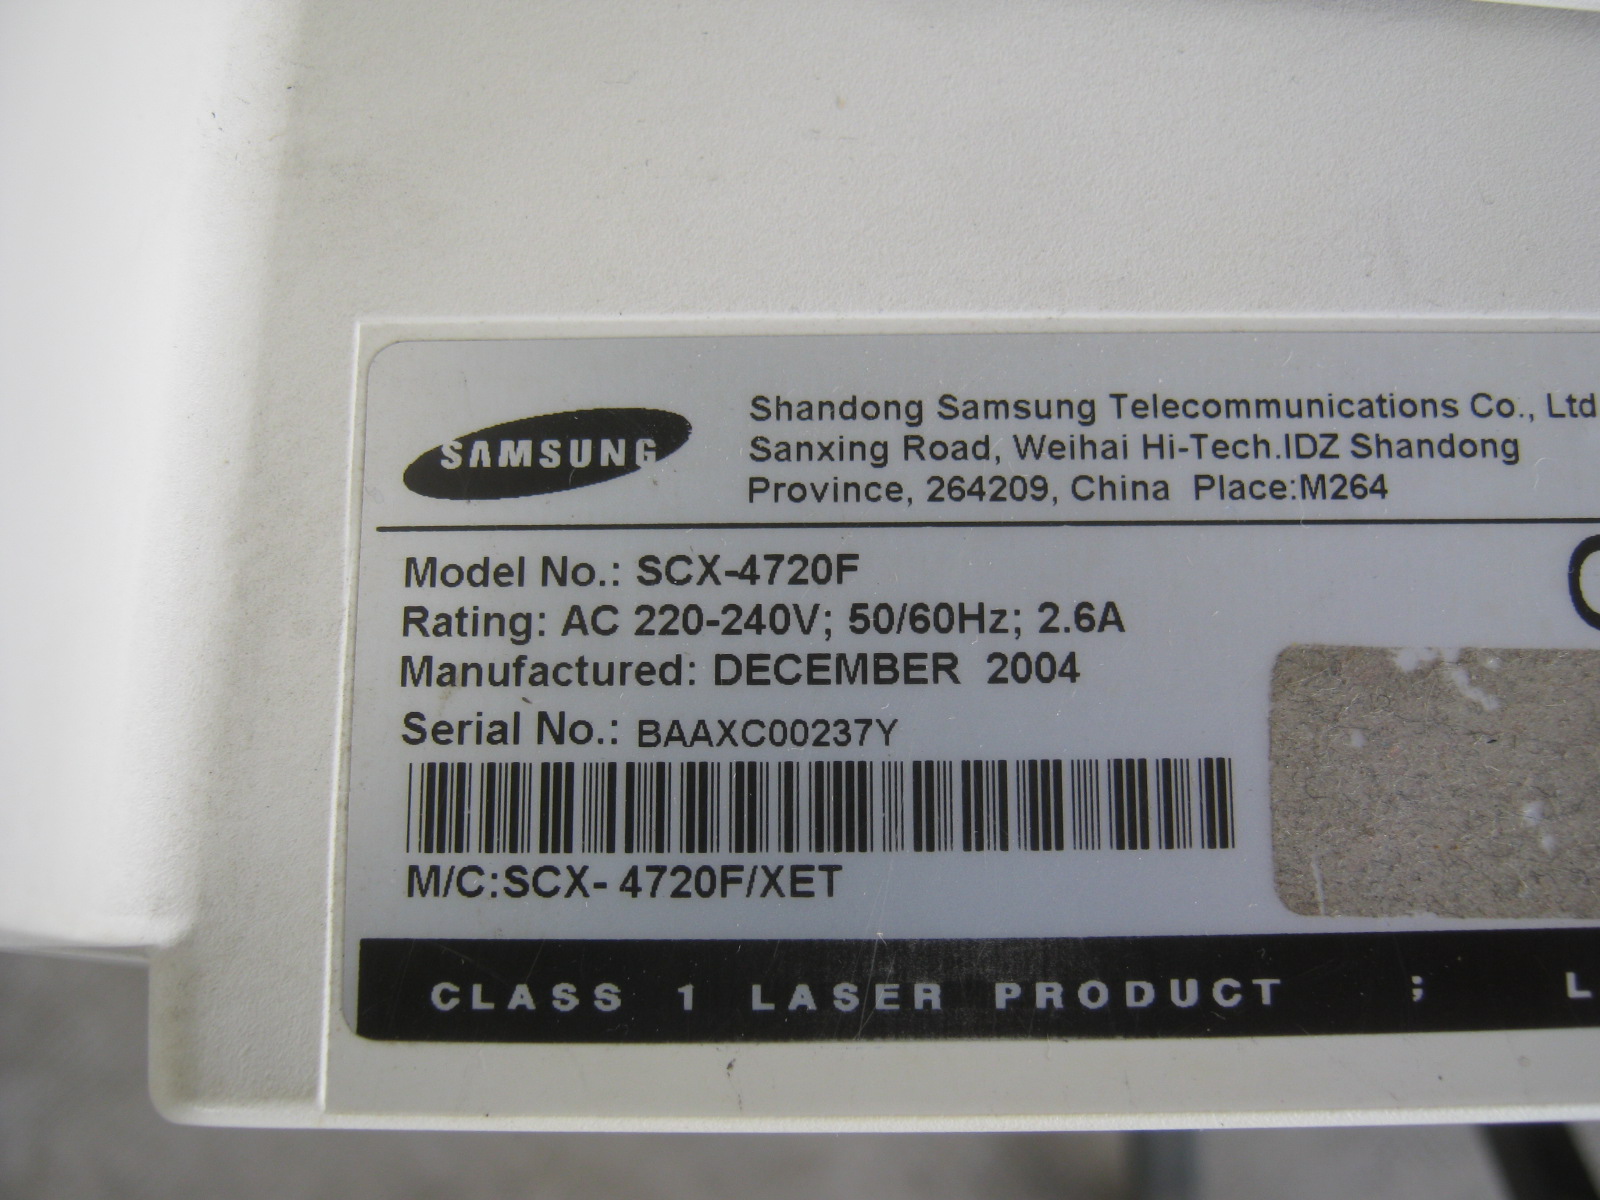 SAMSUNG
Shandong Samsung Telecommunications Co., Ltd
Sanxing Road, Weihai Hi-Tech.IDZ Shandong
Province, 264209, China Place:M264
Model No.: SCX-4720F
Rating: AC 220-240V; 50/60Hz; 2.6A
Manufactured: DECEMBER 2004
Serial No.: BAAXC00237Y
M/C:SCX- 4720F/XET
CLASS 1 LASER PRODUCT ; L